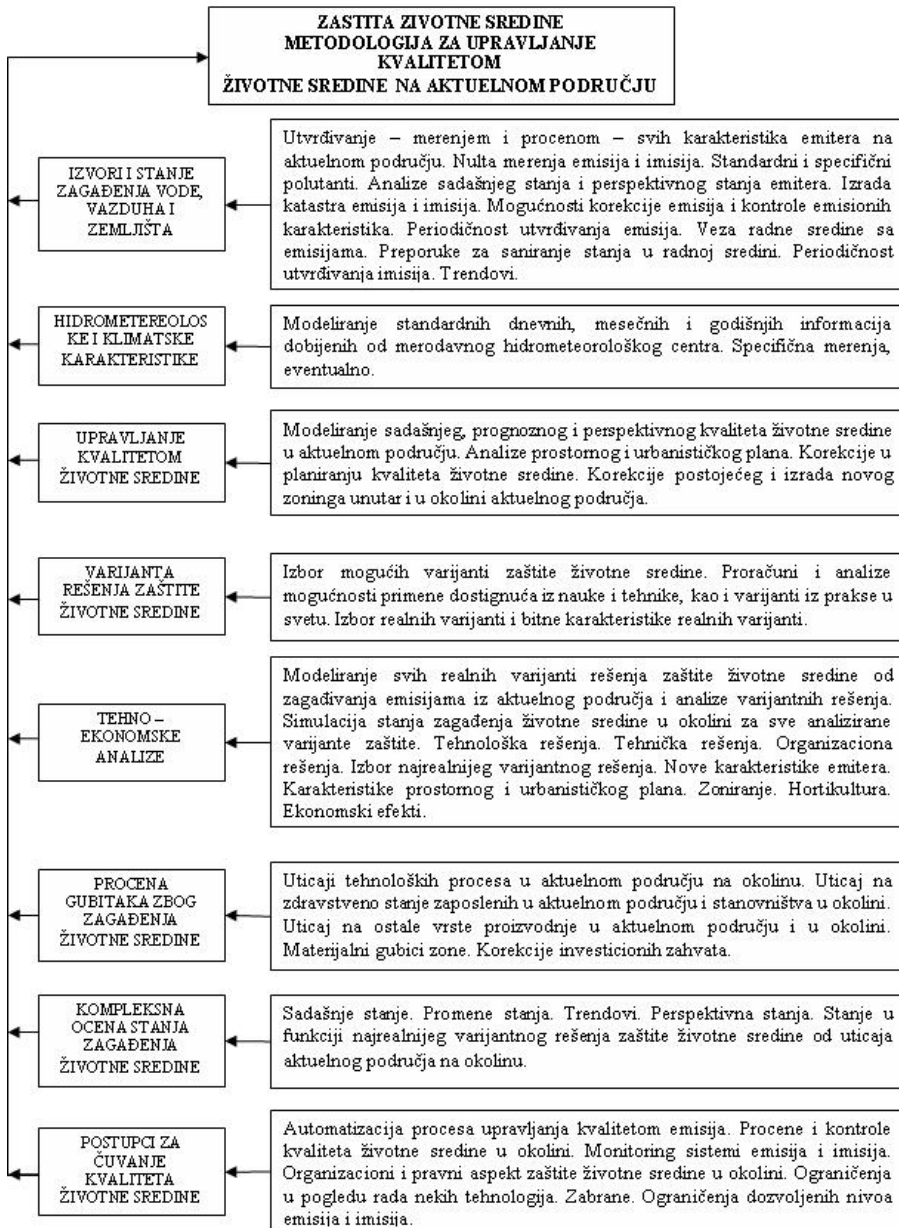 ZASTITA ZIVOTNE SREDINE
METODOLOGIJA ZA UPRAVLJANJE
KVALITETOM
ŽIVOTNE SREDINE NA AKTUELNOM PODRUČJU
IZVORI I STANJE
ZAGAĐENJA VODE,
VAZDUHA I
ZEMLJIŠTA
Utvrđivanje – merenjem i procenom – svih karakteristika emitera na
aktuelnom području. Nulta merenja emisija i imisija. Standardni i specifični
polutanti. Analize sadašnjeg stanja i perspektivnog stanja emitera. Izrada
katastra emisija i imisija. Mogućnosti korekcije emisija i kontrole emisionih
karakteristika. Periodičnost utvrđivanja emisija. Veza radne sredine sa
emisijama. Preporuke za saniranje stanja u radnoj sredini. Periodičnost
utvrđivanja imisija. Trendovi.
HIDROMETEREOLOS
KE I KLIMATSKE
KARAKTERISTIKE
Modeliranje standardnih dnevnih, mesečnih i godišnjih informacija
dobijenih od merodavnog hidrometeorološkog centra. Specifična merenja,
eventualno.
UPRAVLJANJE
KVALITETOM
ŽIVOTNE SREDINE
Modeliranje sadašnjeg, prognoznog i perspektivnog kvaliteta životne sredine
u aktuelnom području. Analize prostornog i urbanističkog plana. Korekcije u
planiranju kvaliteta životne sredine. Korekcije postojećeg i izrada novog
zoninga unutar i u okolini aktuelnog područja.
VARIJANTA
REŠENJA ZAŠTITE
ŽIVOTNE SREDINE
Izbor mogućih varijanti zaštite životne sredine. Proračuni i analize
mogućnosti primene dostignuća iz nauke i tehnike, kao i varijanti iz prakse u
svetu. Izbor realnih varijanti i bitne karakteristike realnih varijanti.
TEHNO –
EKONOMSKE
ANALIZE
Modeliranje svih realnih varijanti rešenja zaštite životne sredine od
zagađivanja emisijama iz aktuelnog područja i analize varijantnih rešenja.
Simulacija stanja zagađenja životne sredine u okolini za sve analizirane
varijante zaštite. Tehnološka rešenja. Tehnička rešenja. Organizaciona
rešenja. Izbor najrealnijeg varijantnog rešenja. Nove karakteristike emitera.
Karakteristike prostornog i urbanističkog plana. Zoniranje. Hortikultura.
Ekonomski efekti.
PROCENA
GUBITAKA ZBOG
ZAGAĐENJA
ŽIVOTNE SREDINE
Uticaji tehnoloških procesa u aktuelnom području na okolinu. Uticaj na
zdravstveno stanje zaposlenih u aktuelnom području i stanovništva u okolini.
Uticaj na ostale vrste proizvodnje u aktuelnom području i u okolini.
Materijalni gubici zone. Korekcije investicionih zahvata.
KOMPLEKSNA
OCENA STANJA
ZAGAĐENJA
ŽIVOTNE SREDINE
Sadašnje stanje. Promene stanja. Trendovi. Perspektivna stanja. Stanje u
funkciji najrealnijeg varijantnog rešenja zaštite životne sredine od uticaja
aktuelnog područja na okolinu.
POSTUPCI ZA
ČUVANJE
KVALITETA
ŽIVOTNE SREDINE
Automatizacija procesa upravljanja kvalitetom emisija. Procene i kontrole
kvaliteta životne sredine u okolini. Monitoring sistemi emisija i imisija.
Organizacioni i pravni aspekt zaštite životne sredine u okolini. Ograničenja
u pogledu rada nekih tehnologija. Zabrane. Ograničenja dozvoljenih nivoa
emisija i imisija.